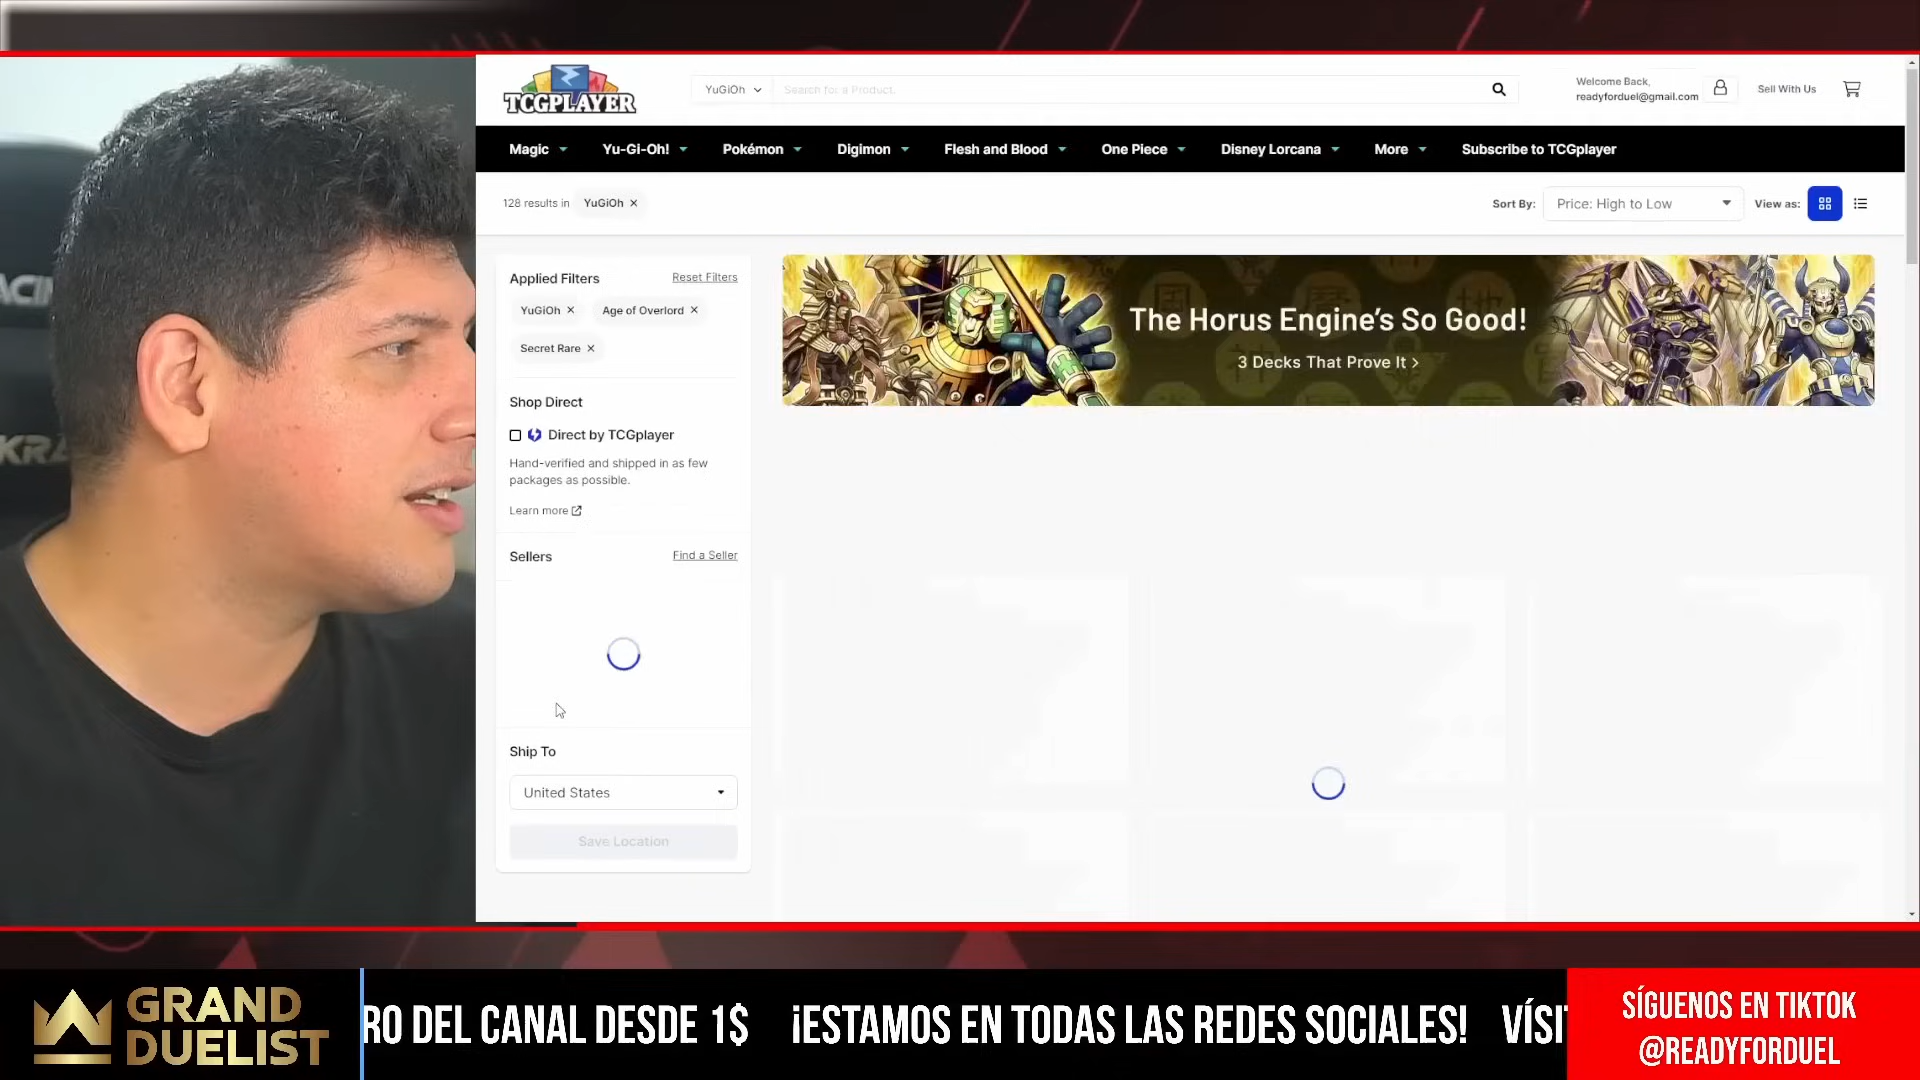 TCGPLAYER
YuGiOh
Search for a Product.
Welcome Back,
readyforduel@gmail.com
Sell With Us
Magic
Yu-Gi-Oh!
Pokémon
Digimon
Flesh and Blood
One Piece
Disney Lorcana
More
Subscribe to TCGplayer
128 results in
YuGiOh
Sort By:
Price: High to Low
View as:
Applied Filters
Reset Filters
YuGiOh
Age of Overlord
Secret Rare
The Horus Engine's So Good!
3 Decks That Prove It >
Shop Direct
Direct by TCGplayer
Hand-verified and shipped in as few
packages as possible.
Learn more
Sellers
Find a Seller
Ship To
United States
Save Location
GRAND
DUELIST
RO DEL CANAL DESDE 1$ ¡ESTAMOS EN TODAS LAS REDES SOCIALES! VÍSI
SÍGUENOS EN TIKTOK
@READYFORDUEL